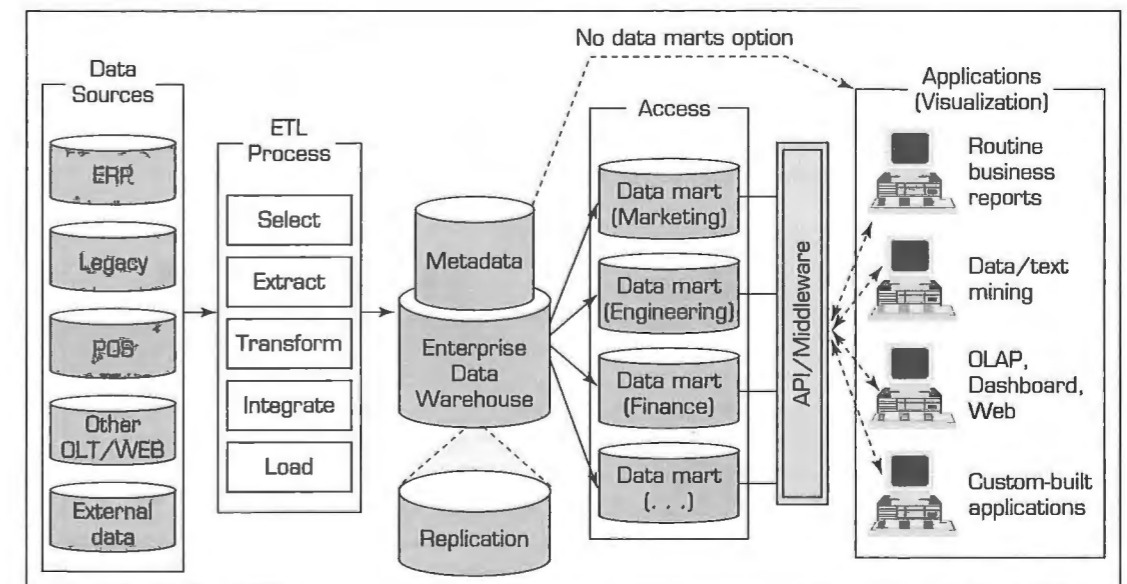 No data marts option
Data
Sources
ERP
Legacy
POS
Other
OLT/WEB
External
data
ETL
Process
Select
Extract
Transform
Integrate
Load
Metadata
Enterprise
Data
Warehouse
Replication
Access
Data mart
(Marketing)
Data mart
(Engineering)
Data mart
(Finance)
Data mart
(. . .)
API/Middleware
Applications
(Visualization)
Routine
business
reports
Data/text
mining
OLAP,
Dashboard,
Web
Custom-built
applications